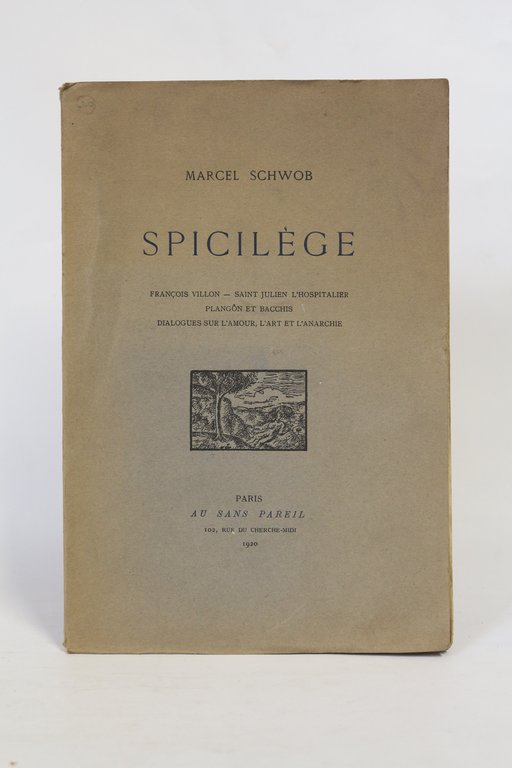 MARCEL SCHWOB
SPICILÈGE
FRANÇOIS VILLON — SAINT JULIEN L'HOSPITALIER
PLANGÔN ET BACCHIS
DIALOGUES SUR L'AMOUR, L'ART ET L'ANARCHIE
PARIS
AU SANS PAREIL
102, RUE DU CHERCHE-MIDI
1920